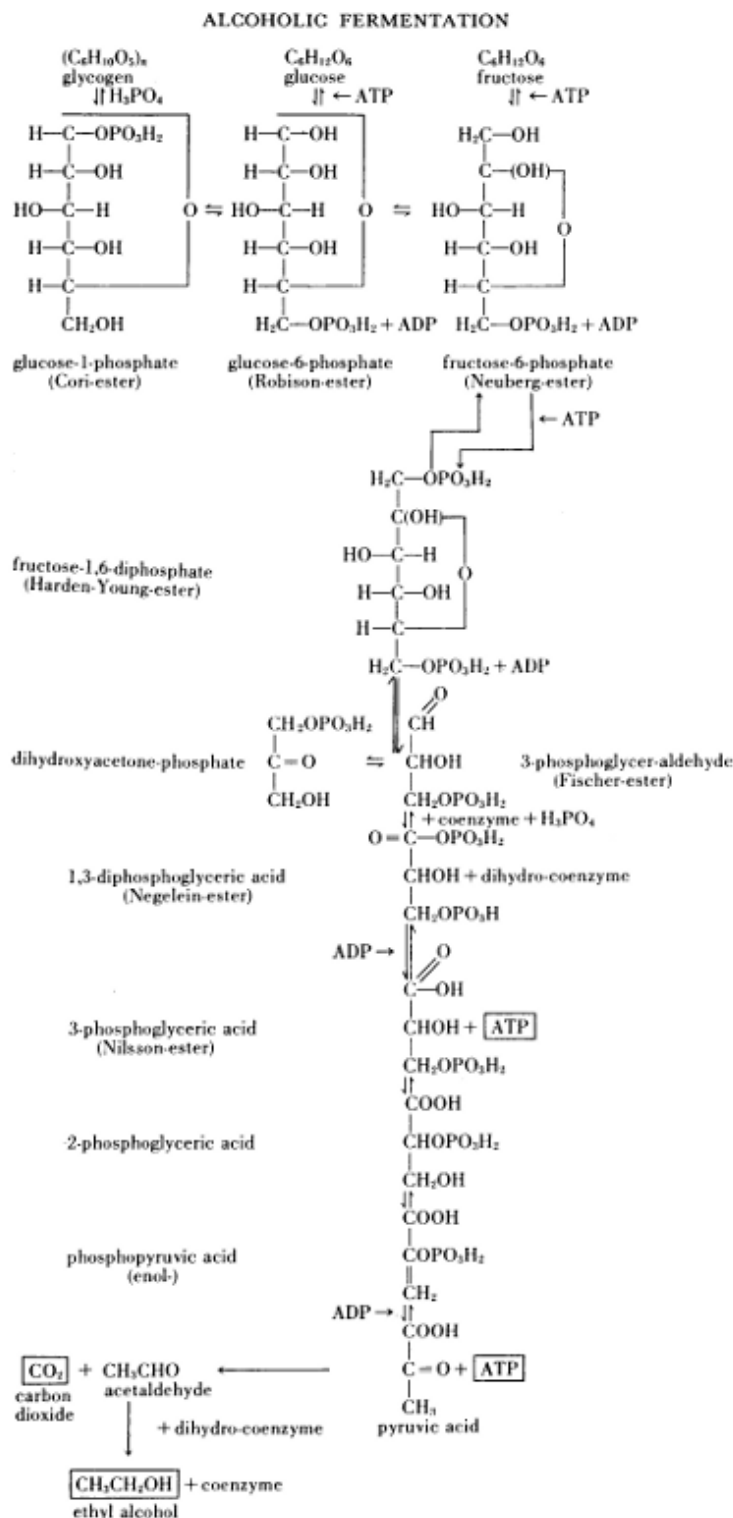 ALCOHOLIC FERMENTATION
(C₆H₁₀O₅)ₙ C₆H₁₂O₆ C₆H₁₂O₆
glycogen glucose fructose
⇅H₃PO₄ ⇅ ←ATP ⇅ ←ATP
H—C—OPO₃H₂ H—C—OH H₂C—OH
H—C—OH H—C—OH C—(OH)
HO—C—H O ⇋ HO—C—H O ⇋ HO—C—H O
H—C—OH H—C—OH H—C—OH
H—C H—C H—C
CH₂OH H₂C—OPO₃H₂ + ADP H₂C—OPO₃H₂ + ADP
glucose-1-phosphate glucose-6-phosphate fructose-6-phosphate
(Cori-ester) (Robison-ester) (Neuberg-ester)
← ATP
H₂C—OPO₃H₂
C(OH)
HO—C—H
fructose-1,6-diphosphate O
(Harden-Young-ester)
H—C—OH
H—C
H₂C—OPO₃H₂ + ADP
O
CH₂OPO₃H₂ CH
dihydroxyacetone-phosphate C=O ⇋ CHOH 3-phosphoglycer-aldehyde
(Fischer-ester)
CH₂OH CH₂OPO₃H₂
⇅ + coenzyme + H₃PO₄
O=C—OPO₃H₂
1,3-diphosphoglyceric acid CHOH + dihydro-coenzyme
(Negelein-ester)
CH₂OPO₃H
ADP → O
C—OH
3-phosphoglyceric acid CHOH + ATP
(Nilsson-ester)
CH₂OPO₃H₂
COOH
2-phosphoglyceric acid CHOPO₃H₂
CH₂OH
COOH
phosphopyruvic acid COPO₃H₂
(enol-)
CH₂
ADP → ⇅
COOH
CO₂ + CH₃CHO ← C=O + ATP
carbon acetaldehyde
dioxide
CH₃
+ dihydro-coenzyme pyruvic acid
CH₃CH₂OH + coenzyme
ethyl alcohol